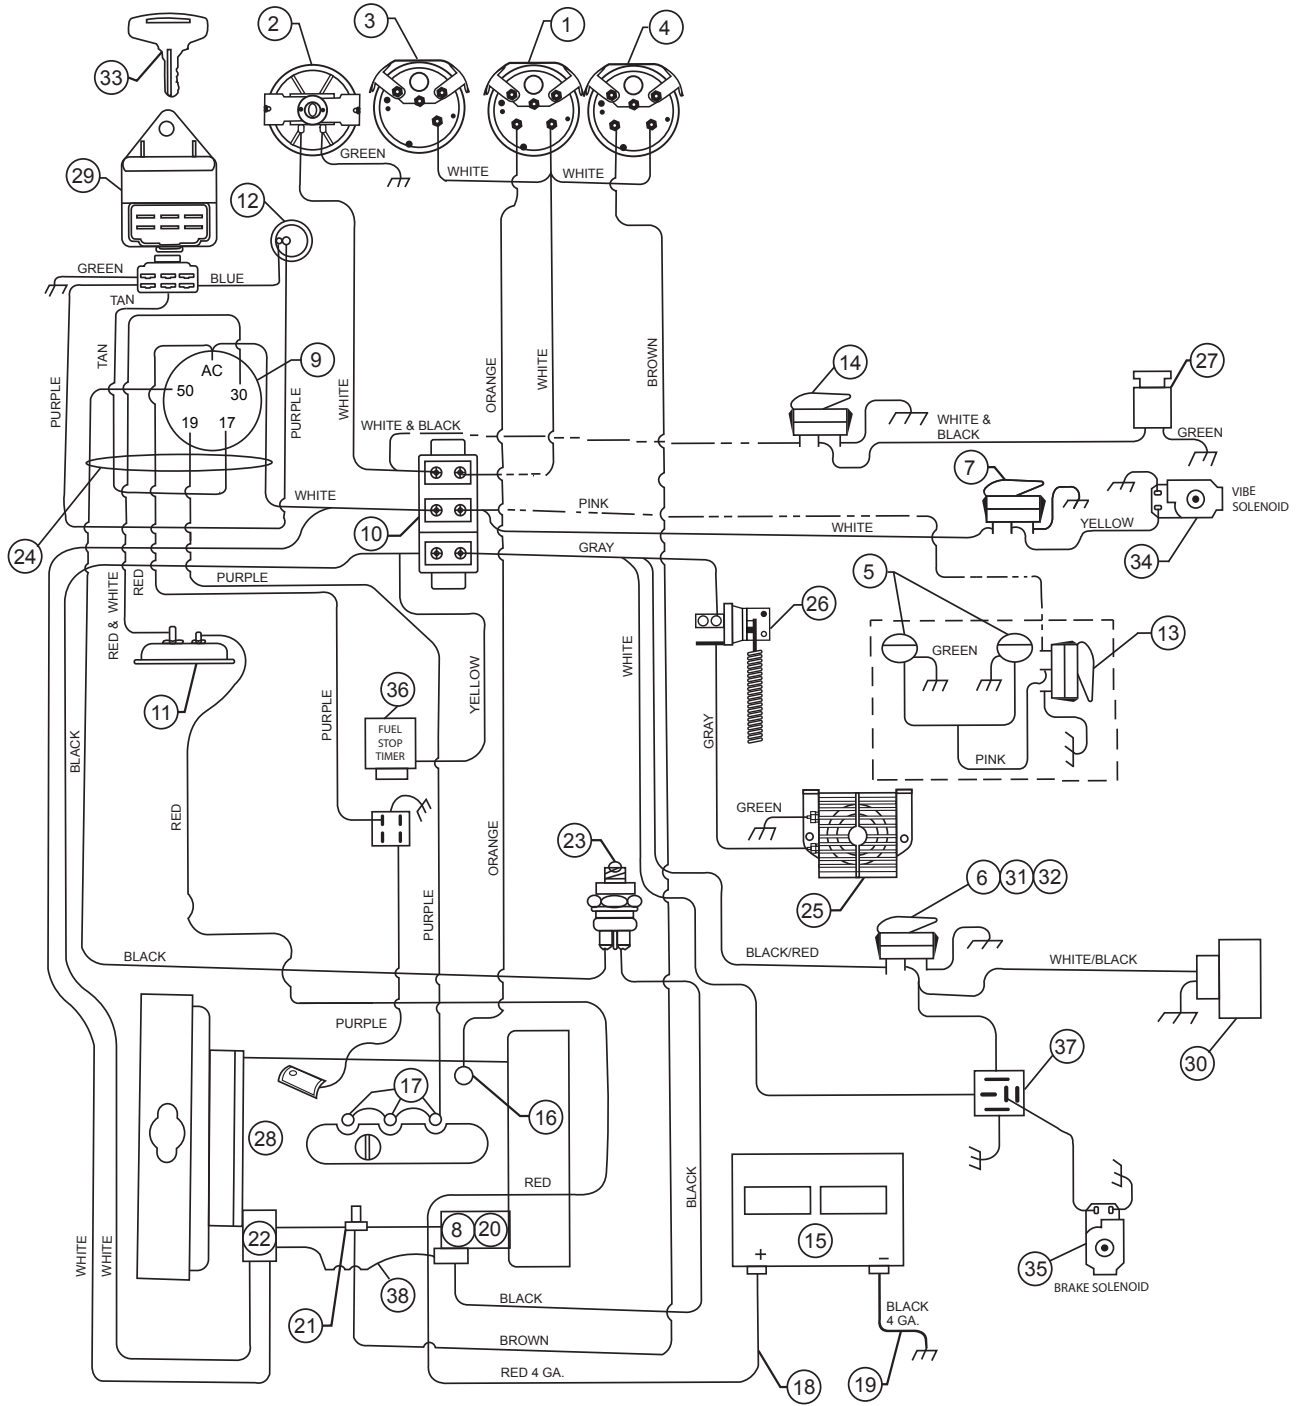 2
3
1
4
33
GREEN
29
WHITE
WHITE
12
GREEN
BLUE
TAN
TAN
9
AC
50
30
19
17
PURPLE
PURPLE
WHITE
ORANGE
WHITE
BROWN
14
27
WHITE &
BLACK
GREEN
WHITE & BLACK
7
VIBE
SOLENOID
WHITE
PINK
10
WHITE
YELLOW
34
24
GRAY
5
RED
PURPLE
RED & WHITE
26
13
GREEN
WHITE
11
36
YELLOW
FUEL
STOP
TIMER
PURPLE
BLACK
GRAY
PINK
RED
GREEN
ORANGE
23
25
6
31
32
PURPLE
BLACK
BLACK/RED
WHITE/BLACK
PURPLE
30
37
17
16
28
RED
BLACK
15
+
–
8
20
22
WHITE
WHITE
38
21
BLACK
35
BRAKE SOLENOID
BLACK
4 GA.
BROWN
RED 4 GA.
18
19